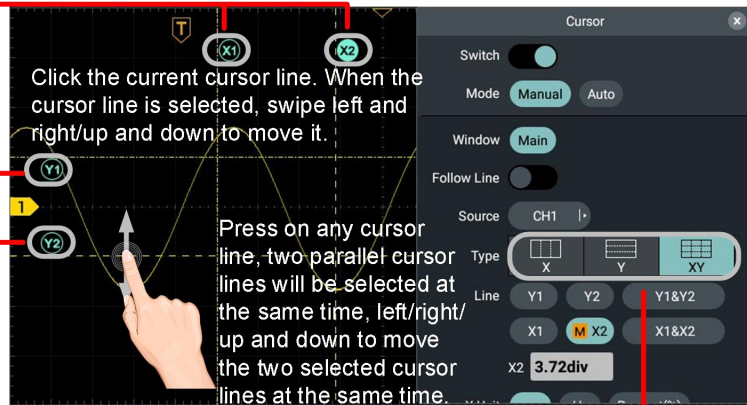 T
X1
X2
Click the current cursor line. When the
cursor line is selected, swipe left and
right/up and down to move it.
Y1
1
Y2
Press on any cursor
line, two parallel cursor
lines will be selected at
the same time, left/right/
up and down to move
the two selected cursor
lines at the same time.
Cursor
Switch
Mode Manual Auto
Window Main
Follow Line
Source CH1
Type X Y XY
Line Y1 Y2 Y1&Y2
X1 M X2 X1&X2
X2 3.72div